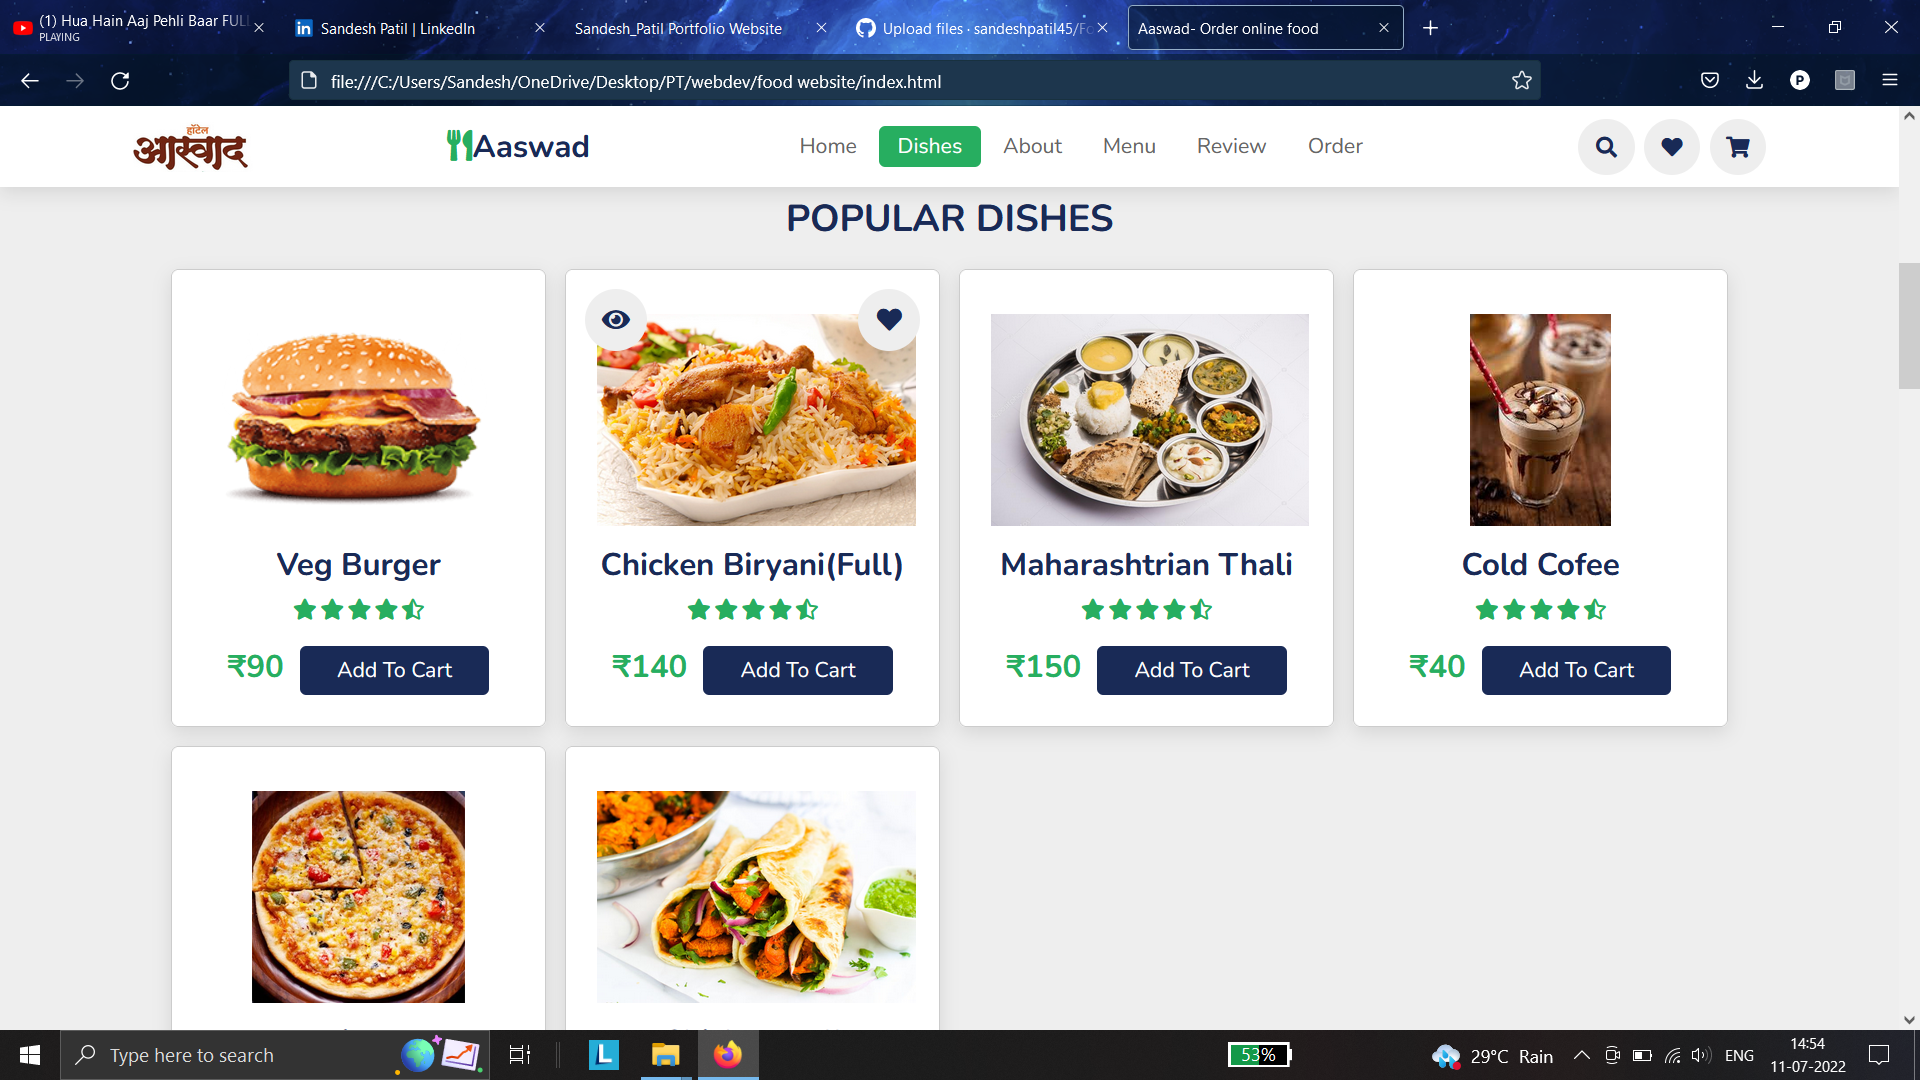 (1) Hua Hain Aaj Pehli Baar FULL
PLAYING
Sandesh Patil | LinkedIn
Sandesh_Patil Portfolio Website
Upload files · sandeshpatil45/Fo
Aaswad- Order online food
file:///C:/Users/Sandesh/OneDrive/Desktop/PT/webdev/food website/index.html
हॉटेल
आस्वाद
Aaswad
Home
Dishes
About
Menu
Review
Order
POPULAR DISHES
Veg Burger
Chicken Biryani(Full)
Maharashtrian Thali
Cold Cofee
₹90
Add To Cart
₹140
Add To Cart
₹150
Add To Cart
₹40
Add To Cart
Type here to search
53%
29°C Rain
ENG
14:54
11-07-2022